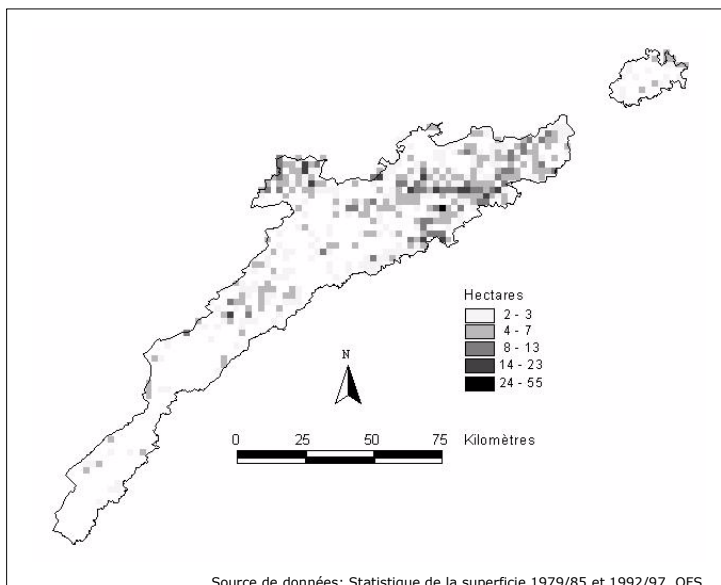 Hectares
2 - 3
4 - 7
8 - 13
14 - 23
24 - 55
N
0 25 50 75 Kilomètres
Source de données: Statistique de la superficie 1979/85 et 1992/97, OFS